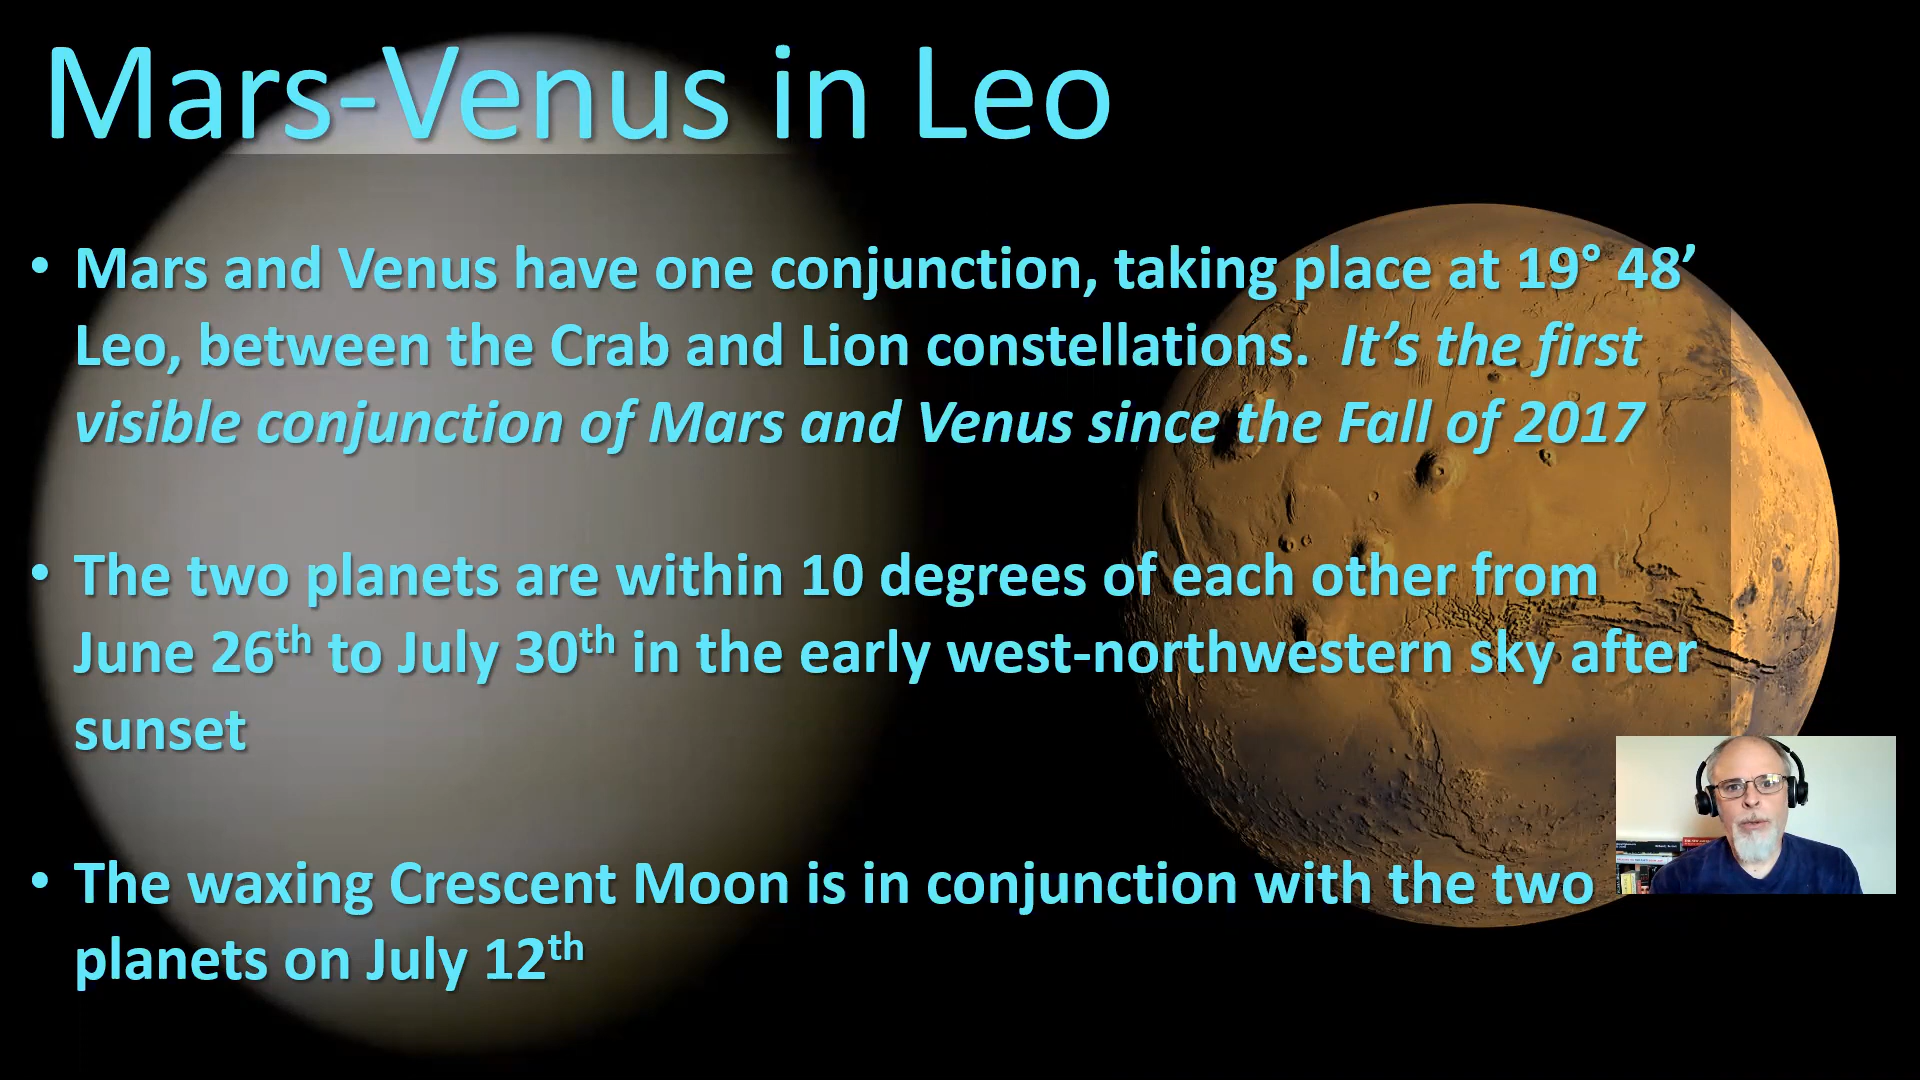 Mars-Venus in Leo
• Mars and Venus have one conjunction, taking place at 19° 48’
Leo, between the Crab and Lion constellations.  It’s the first
visible conjunction of Mars and Venus since the Fall of 2017
• The two planets are within 10 degrees of each other from
June 26th to July 30th in the early west-northwestern sky after
sunset
• The waxing Crescent Moon is in conjunction with the two
planets on July 12th